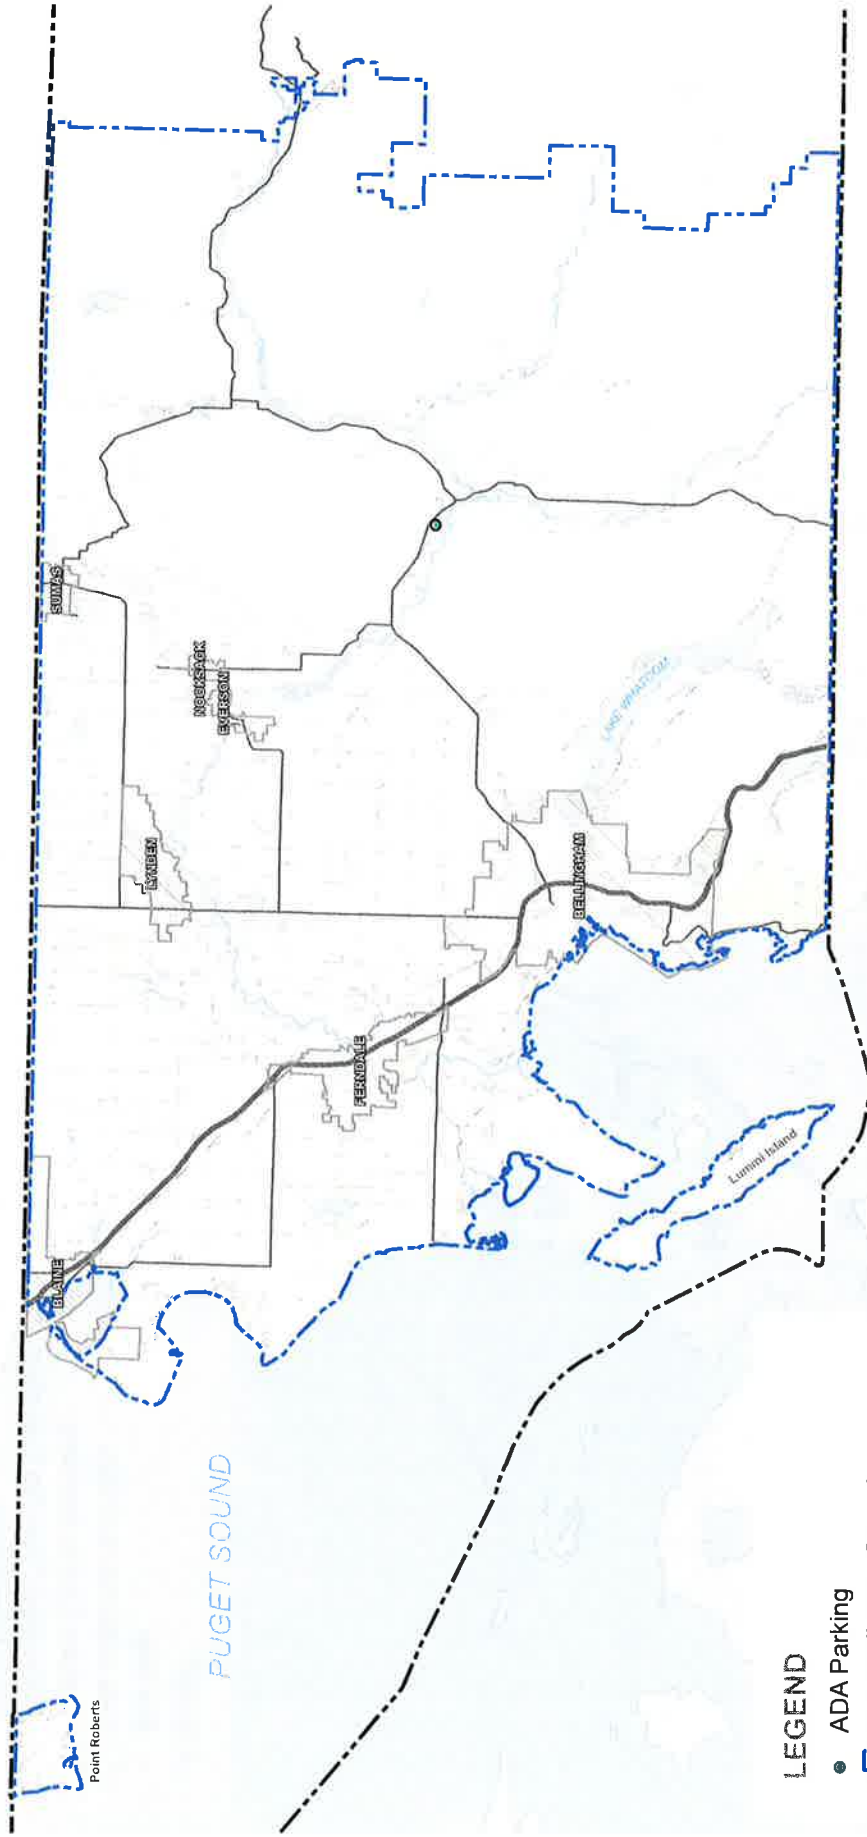 SUMAS
NOOKSACK
EVERSON
LYNDEN
LAKE WHATCOM
BELLINGHAM
FERNDALE
BLAINE
Lummi Island
PUGET SOUND
Point Roberts
LEGEND
ADA Parking